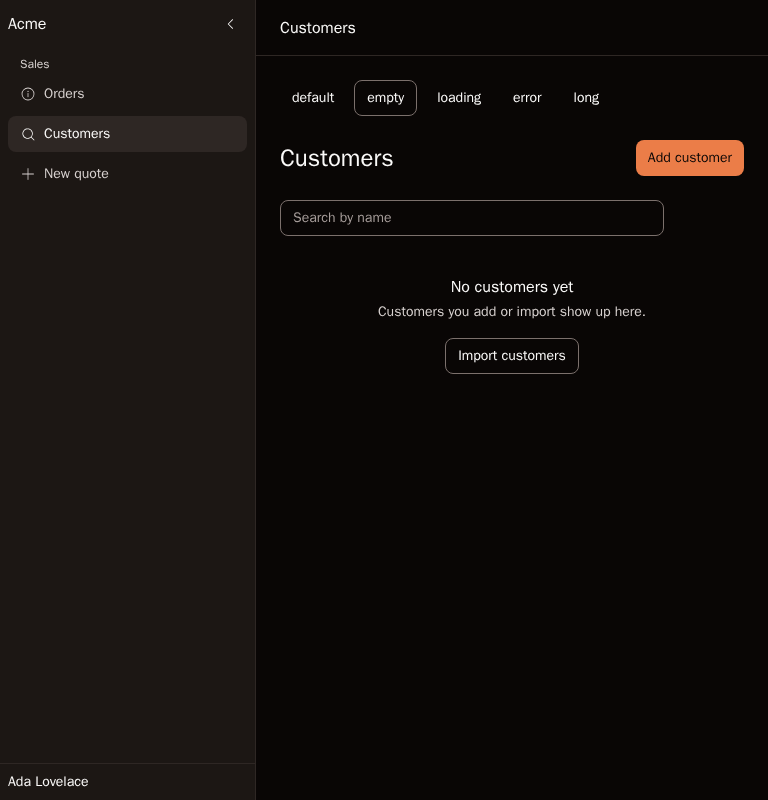 Acme
Sales
Orders
Customers
New quote
Ada Lovelace
Customers
default empty loading error long
Customers
Add customer
Search by name
No customers yet
Customers you add or import show up here.
Import customers